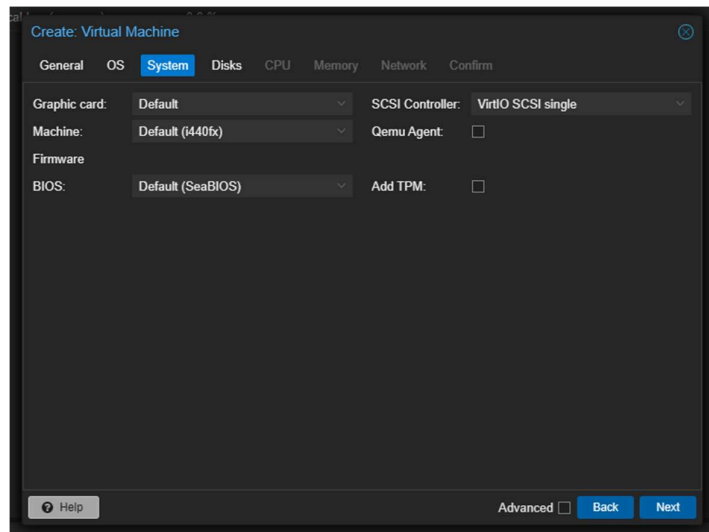 Create: Virtual Machine
General OS System Disks CPU Memory Network Confirm
Graphic card: Default SCSI Controller: VirtIO SCSI single
Machine: Default (i440fx) Qemu Agent:
Firmware
BIOS: Default (SeaBIOS) Add TPM:
Help Advanced Back Next